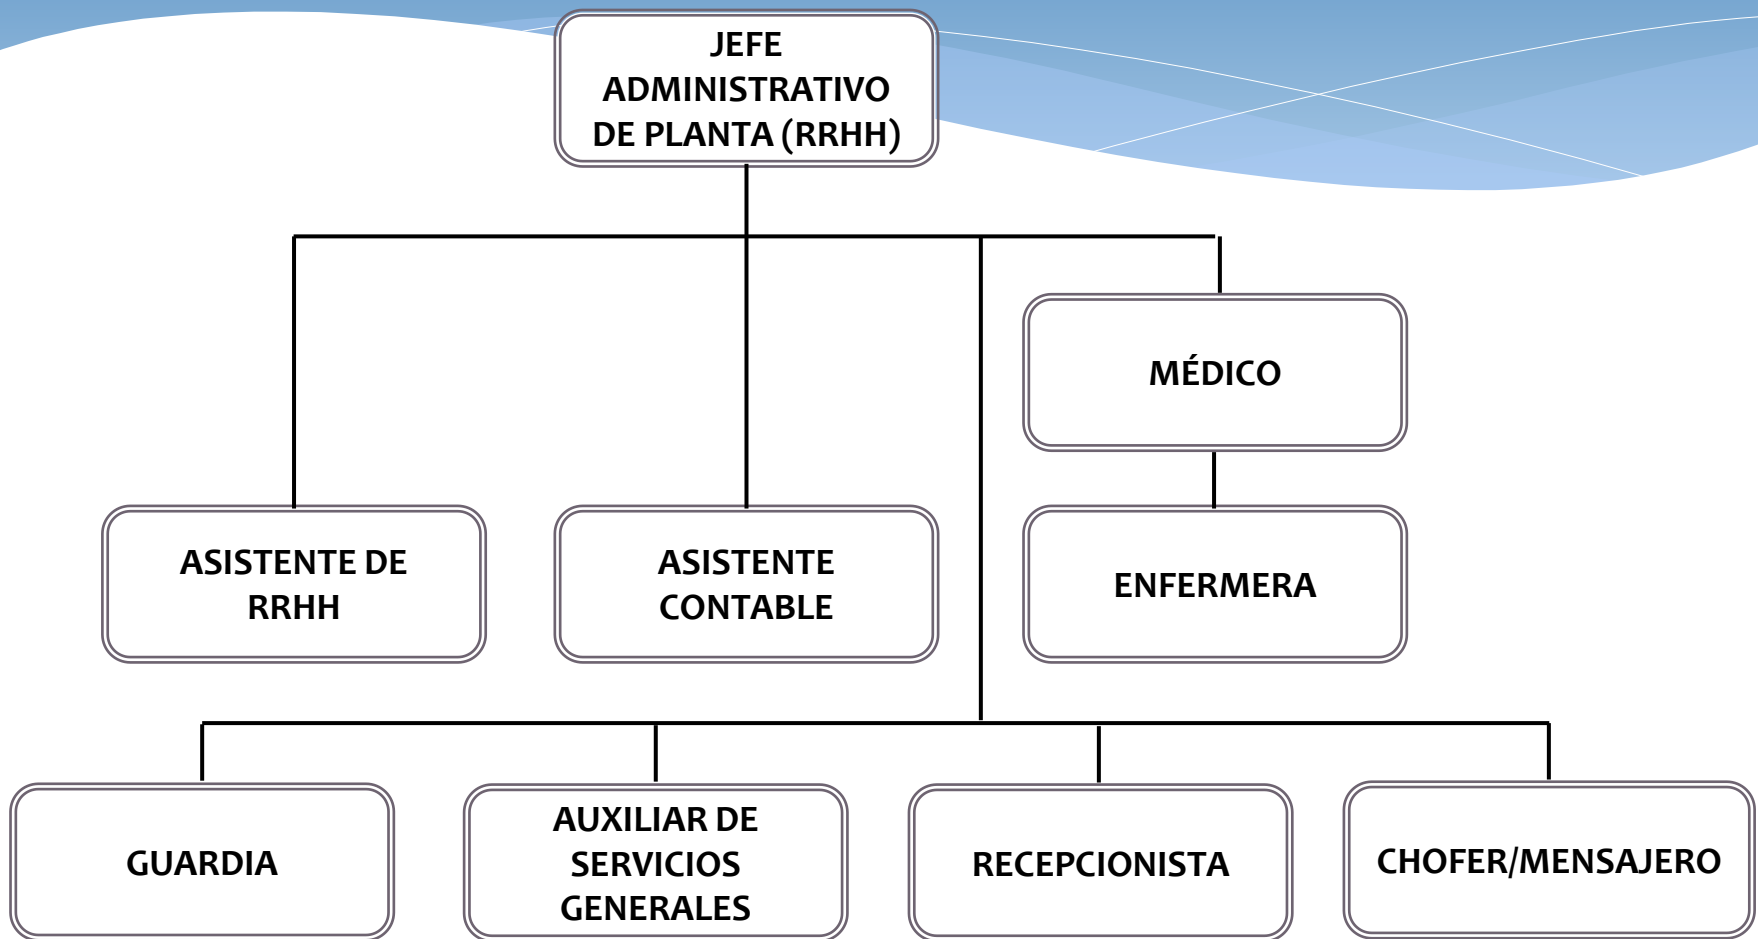 JEFE
ADMINISTRATIVO
DE PLANTA (RRHH)
MÉDICO
ASISTENTE DE
RRHH
ASISTENTE
CONTABLE
ENFERMERA
GUARDIA
AUXILIAR DE
SERVICIOS
GENERALES
RECEPCIONISTA
CHOFER/MENSAJERO